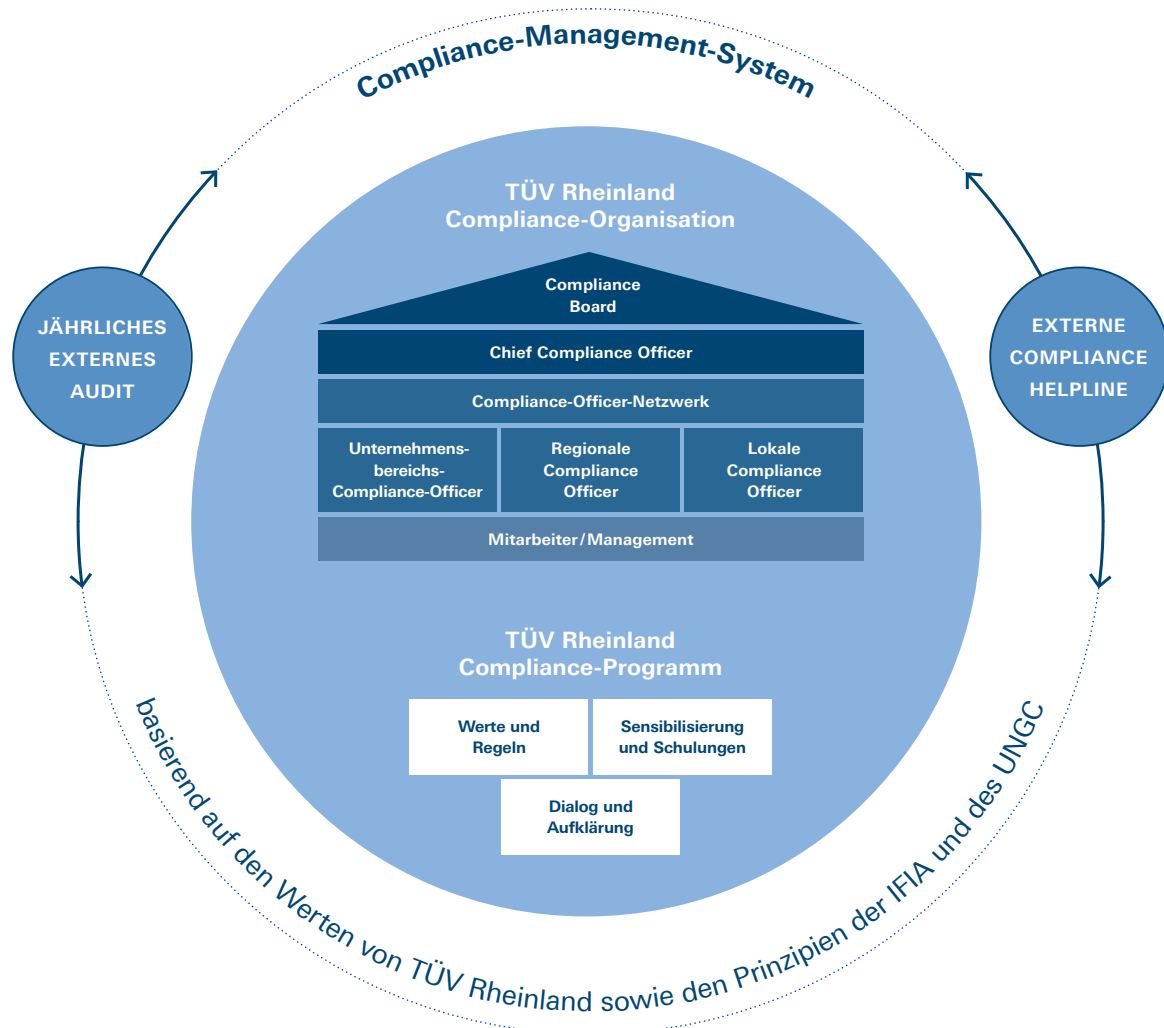 Compliance-Management-System
TÜV Rheinland
Compliance-Organisation
Compliance
Board
Chief Compliance Officer
Compliance-Officer-Netzwerk
Unternehmens-
bereichs-
Compliance-Officer
Regionale
Compliance
Officer
Lokale
Compliance
Officer
Mitarbeiter/Management
JÄHRLICHES
EXTERNES
AUDIT
EXTERNE
COMPLIANCE
HELPLINE
TÜV Rheinland
Compliance-Programm
Werte und
Regeln
Sensibilisierung
und Schulungen
Dialog und
Aufklärung
basierend auf den Werten von TÜV Rheinland sowie den Prinzipien der IFIA und des UNGC